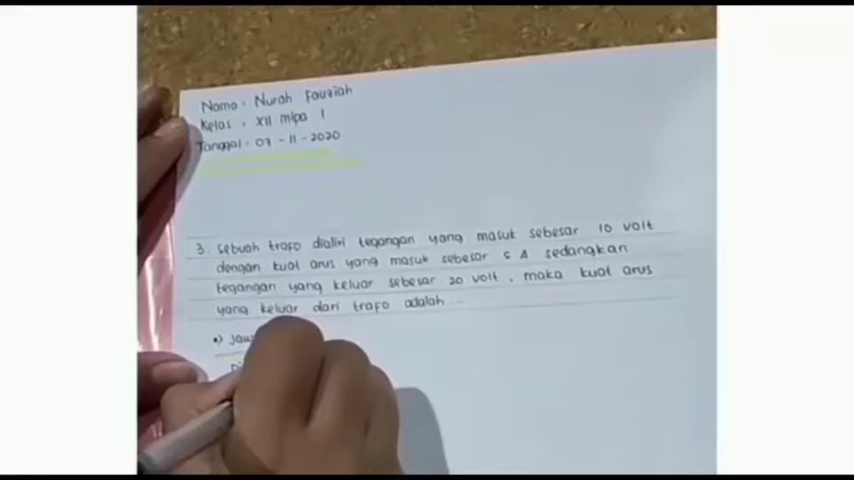 Nama : Nurah Fauziah
Kelas : XII mipa 1
Tanggal : 09 - 11 - 2020
3. Sebuah trafo dialiri tegangan yang masuk sebesar 10 volt
dengan kuat arus yang masuk sebesar 5 A sedangkan
tegangan yang keluar sebesar 20 volt , maka kuat arus
yang keluar dari trafo adalah ...